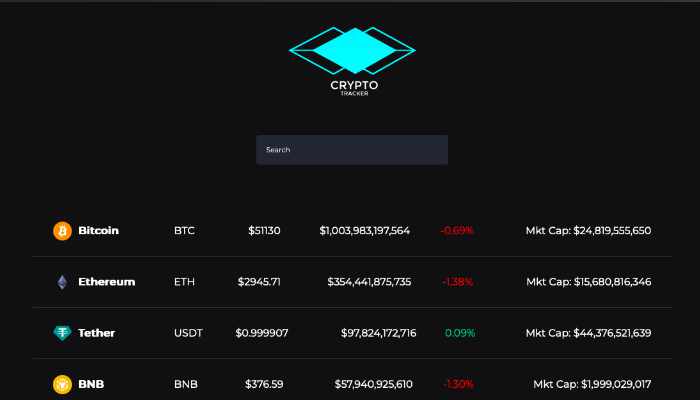 CRYPTO
TRACKER
Search
Bitcoin BTC $51130 $1,003,983,197,564 -0.69% Mkt Cap: $24,819,555,650
Ethereum ETH $2945.71 $354,441,875,735 -1.38% Mkt Cap: $15,680,816,346
Tether USDT $0.999907 $97,824,172,716 0.09% Mkt Cap: $44,376,521,639
BNB BNB $376.59 $57,940,925,610 -1.30% Mkt Cap: $1,999,029,017